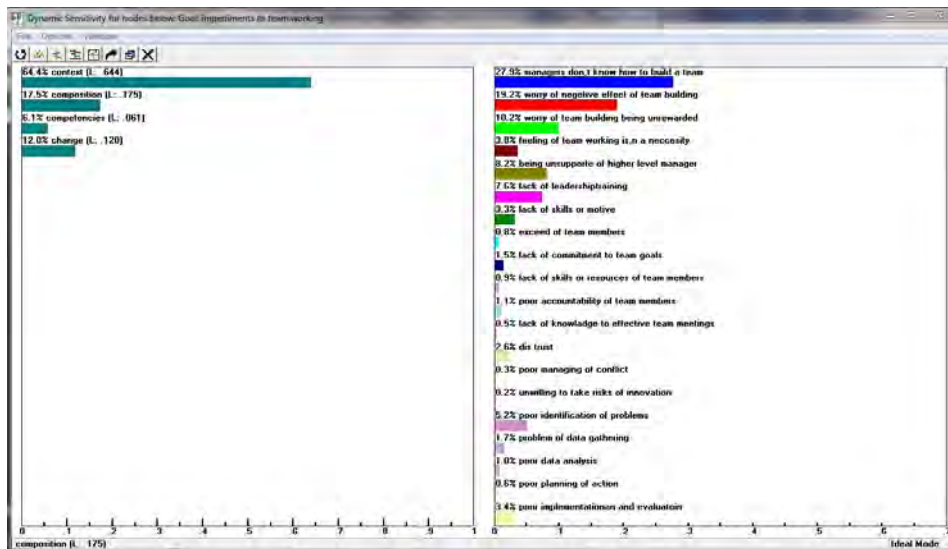 Dynamic Sensitivity for nodes below: Goal: impediments to teamworking
File Options Window
64.4% context (L: .644)
17.5% composition (L: .175)
6.1% competencies (L: .061)
12.0% change (L: .120)
0 .1 .2 .3 .4 .5 .6 .7 .8 .9 1
composition (L: .175)
27.9% managers don,t know how to build a team
19.2% worry of negetive effect of team building
10.2% worry of team building being unrewarded
3.8% feeling of team working is,n a neccosity
8.2% being unsupporte of higher level manager
7.6% lack of leadershiptraining
3.3% lack of skills or motive
0.8% exceed of team members
1.5% lack of commitment to team goals
0.9% lack of skills or resources of team members
1.1% poor accountability of team members
0.5% lack of knowladge to effective team meetings
2.6% dis trust
0.3% poor managing of conflict
0.2% unwilling to take risks of innovation
5.2% poor identification of problems
1.7% problem of data gathering
1.0% poor data analysis
0.6% poor planning of action
3.4% poor implementationan and evaluatoin
0 .1 .2 .3 .4 .5 .6
Ideal Mode